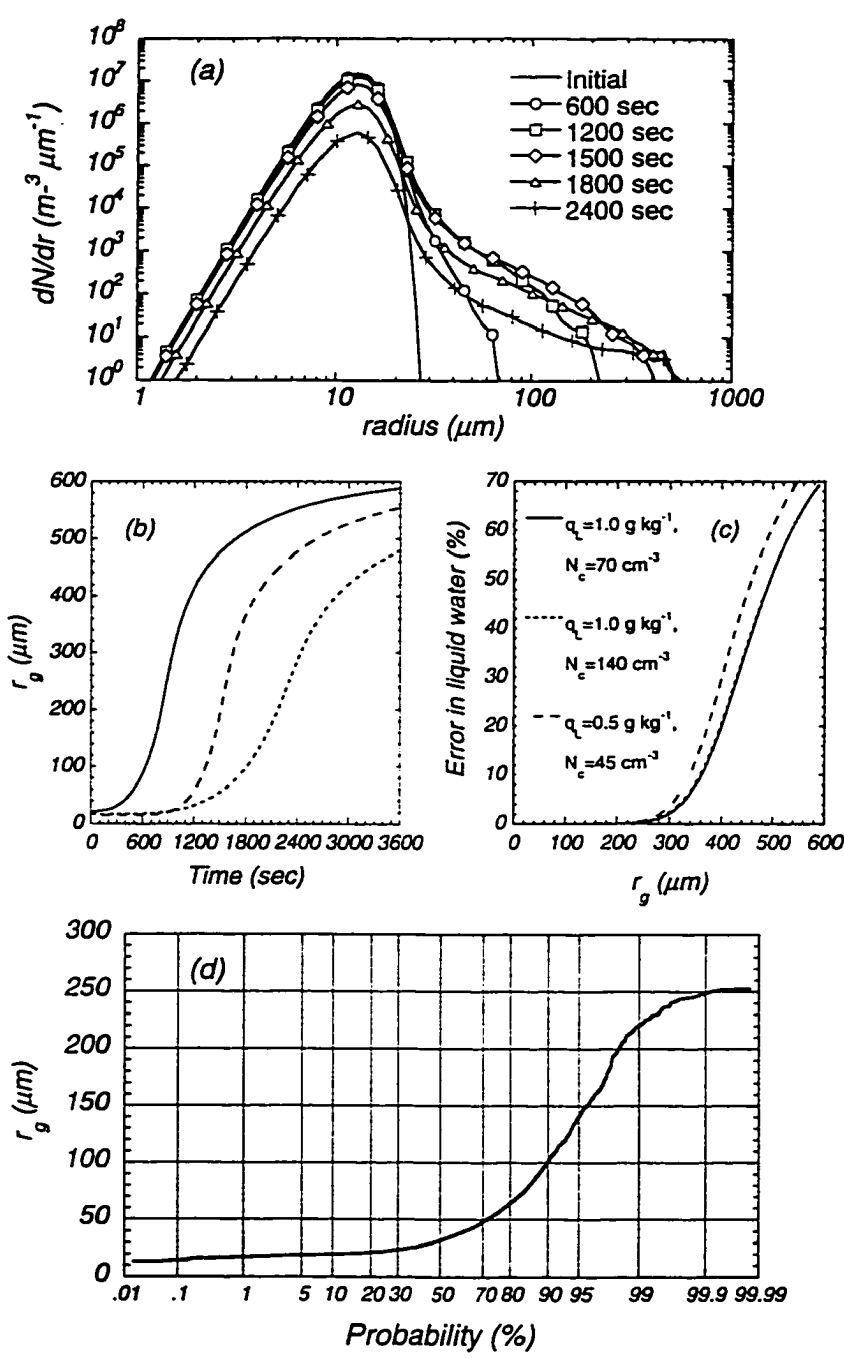 (a)
dN/dr (m-³ µm⁻¹)
10⁸
10⁷
10⁶
10⁵
10⁴
10³
10²
10¹
10⁰
Initial
600 sec
1200 sec
1500 sec
1800 sec
2400 sec
1 10 100 1000
radius (µm)
(b)
r_g (µm)
600
500
400
300
200
100
0
0 600 1200 1800 2400 3000 3600
Time (sec)
(c)
Error in liquid water (%)
70
60
50
40
30
20
10
0
q_L=1.0 g kg⁻¹,
N_c=70 cm⁻³
q_L=1.0 g kg⁻¹,
N_c=140 cm⁻³
q_L=0.5 g kg⁻¹,
N_c=45 cm⁻³
0 100 200 300 400 500 600
r_g (µm)
(d)
r_g (µm)
300
250
200
150
100
50
0
.01 .1 1 5 10 20 30 50 70 80 90 95 99 99.9 99.99
Probability (%)